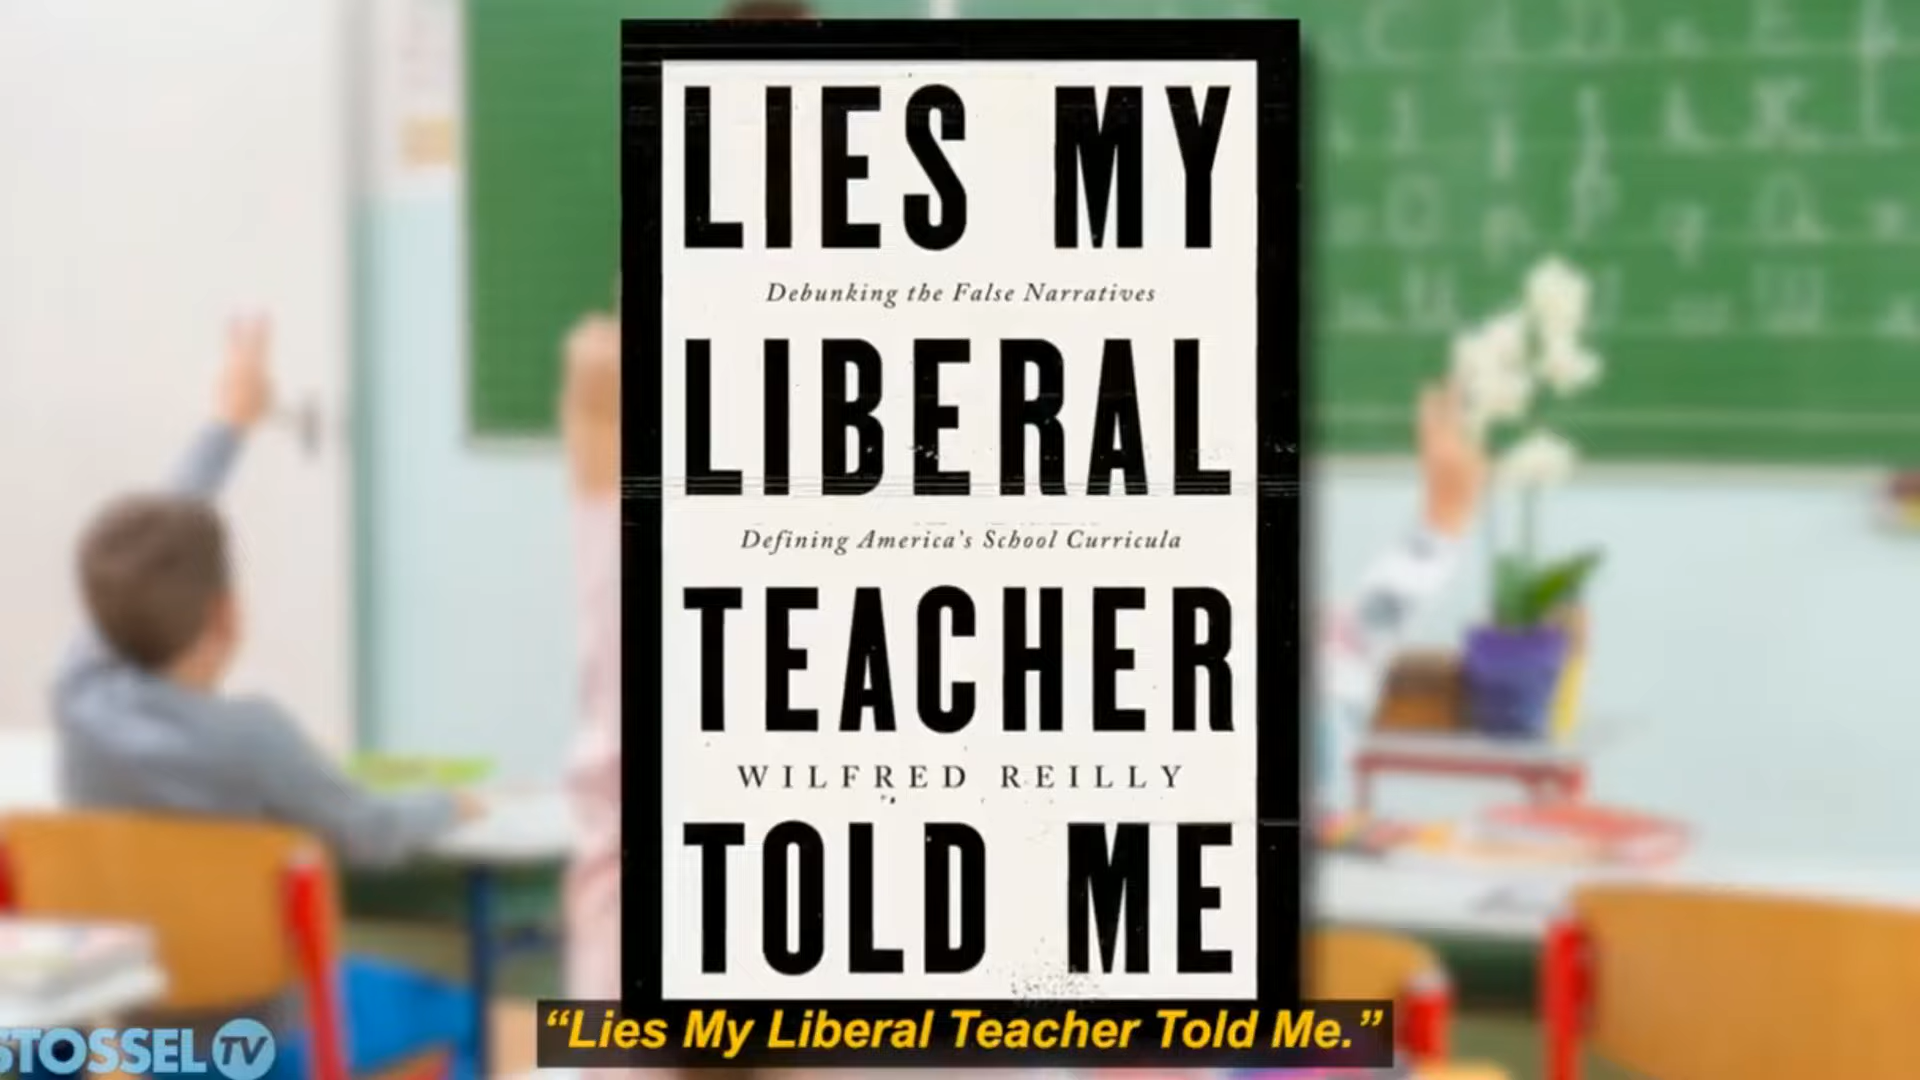 LIES MY
Debunking the False Narratives
LIBERAL
Defining America's School Curricula
TEACHER
WILFRED REILLY
TOLD ME
"Lies My Liberal Teacher Told Me."
STOSSEL TV